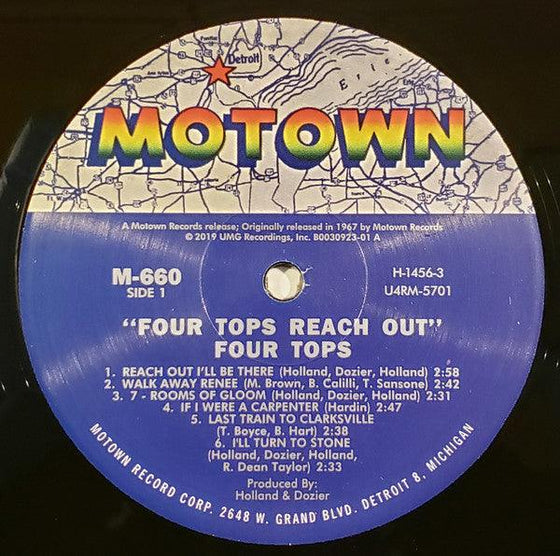 Detroit
Erie
MOTOWN
A Motown Records release; Originally released in 1967 by Motown Records
© 2019 UMG Recordings, Inc. B0030923-01 A
M-660
SIDE 1
H-1456-3
U4RM-5701
"FOUR TOPS REACH OUT"
FOUR TOPS
1. REACH OUT I'LL BE THERE (Holland, Dozier, Holland) 2:58
2. WALK AWAY RENEE (M. Brown, B. Calilli, T. Sansone) 2:42
3. 7 - ROOMS OF GLOOM (Holland, Dozier, Holland) 2:31
4. IF I WERE A CARPENTER (Hardin) 2:47
5. LAST TRAIN TO CLARKSVILLE
(T. Boyce, B. Hart) 2:38
6. I'LL TURN TO STONE
(Holland, Dozier, Holland,
R. Dean Taylor) 2:33
Produced By:
Holland & Dozier
MOTOWN RECORD CORP. 2648 W. GRAND BLVD. DETROIT 8, MICHIGAN